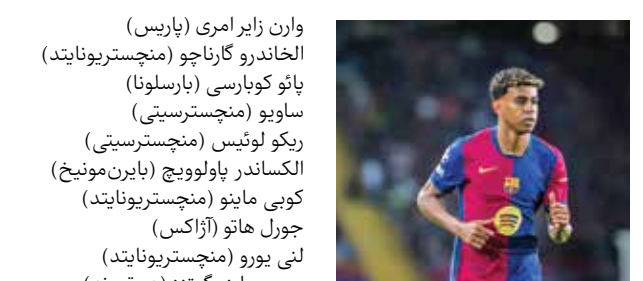 وارن زایر امری (پاریس)
الخاندرو گارناچو (منچستریونایتد)
پائو کوبارسی (بارسلونا)
ساویو (منچسترسیتی)
ریکو لوئیس (منچسترسیتی)
الکساندر پاولوویچ (بایرن‌مونیخ)
کوبی ماینو (منچستریونایتد)
جورل هاتو (آژاکس)
لنی یورو (منچستریونایتد)